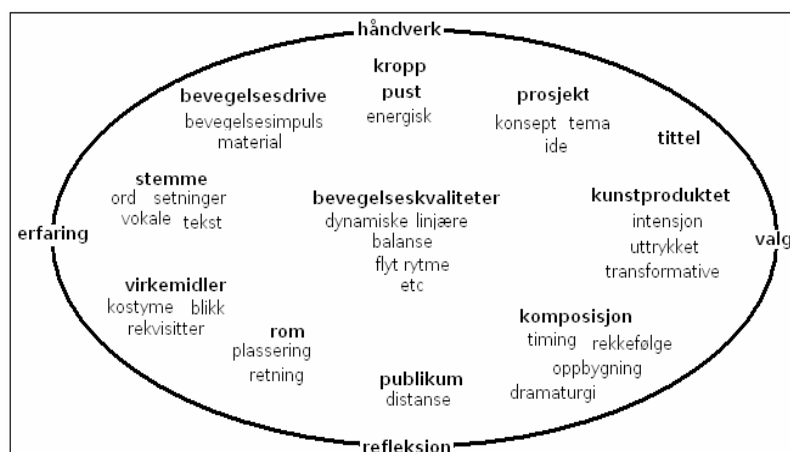 håndverk
kropp
pust
energisk
bevegelsesdrive
bevegelsesimpuls
material
prosjekt
konsept tema
ide
tittel
stemme
ord setninger
vokale tekst
bevegelseskvaliteter
dynamiske linjære
balanse
flyt rytme
etc
kunstproduktet
intensjon
uttrykket
transformative
erfaring
valg
virkemidler
kostyme blikk
rekvisitter
rom
plassering
retning
publikum
distanse
komposisjon
timing rekkefølge
oppbygning
dramaturgi
refleksjon